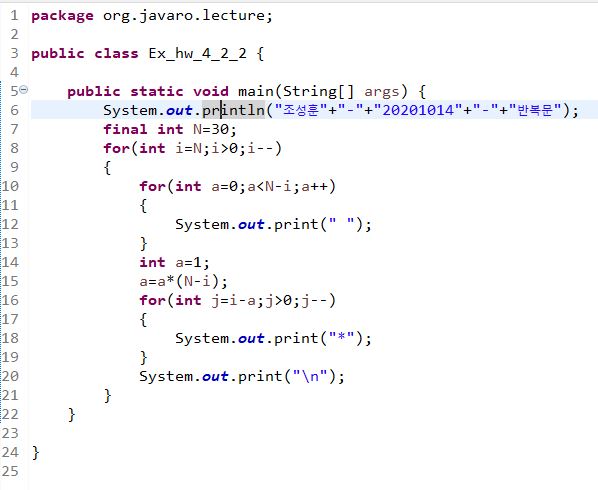 1 package org.javaro.lecture;
2
3 public class Ex_hw_4_2_2 {
4
5 public static void main(String[] args) {
6 System.out.println("조성훈"+"-"+"20201014"+"-"+"반복문");
7 final int N=30;
8 for(int i=N;i>0;i--)
9 {
10 for(int a=0;a<N-i;a++)
11 {
12 System.out.print(" ");
13 }
14 int a=1;
15 a=a*(N-i);
16 for(int j=i-a;j>0;j--)
17 {
18 System.out.print("*");
19 }
20 System.out.print("\n");
21 }
22 }
23
24 }
25